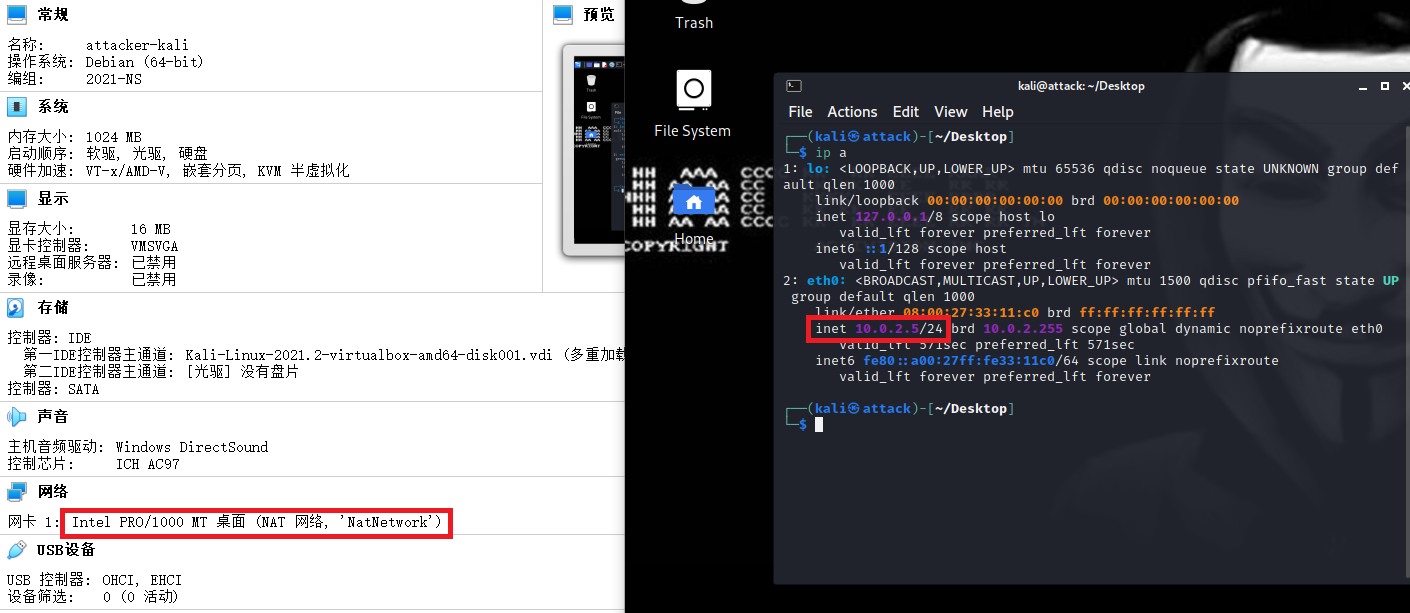 常规
名称: attacker-kali
操作系统: Debian (64-bit)
编组: 2021-NS
系统
内存大小: 1024 MB
启动顺序: 软驱, 光驱, 硬盘
硬件加速: VT-x/AMD-V, 嵌套分页, KVM 半虚拟化
显示
显存大小: 16 MB
显卡控制器: VMSVGA
远程桌面服务器: 已禁用
录像: 已禁用
存储
控制器: IDE
第一IDE控制器主通道: Kali-Linux-2021.2-virtualbox-amd64-disk001.vdi (多重加载
第二IDE控制器主通道: [光驱] 没有盘片
控制器: SATA
声音
主机音频驱动: Windows DirectSound
控制芯片: ICH AC97
网络
网卡 1: Intel PRO/1000 MT 桌面 (NAT 网络, 'NatNetwork')
USB设备
USB 控制器: OHCI, EHCI
设备筛选: 0 (0 活动)
预览
Trash
File System
Home
COPYRIGHT
kali@attack: ~/Desktop
File Actions Edit View Help
┌──(kali㉿attack)-[~/Desktop]
└─$ ip a
1: lo: <LOOPBACK,UP,LOWER_UP> mtu 65536 qdisc noqueue state UNKNOWN group def
ault qlen 1000
link/loopback 00:00:00:00:00:00 brd 00:00:00:00:00:00
inet 127.0.0.1/8 scope host lo
valid_lft forever preferred_lft forever
inet6 ::1/128 scope host
valid_lft forever preferred_lft forever
2: eth0: <BROADCAST,MULTICAST,UP,LOWER_UP> mtu 1500 qdisc pfifo_fast state UP
group default qlen 1000
link/ether 08:00:27:33:11:c0 brd ff:ff:ff:ff:ff:ff
inet 10.0.2.5/24 brd 10.0.2.255 scope global dynamic noprefixroute eth0
valid_lft 571sec preferred_lft 571sec
inet6 fe80::a00:27ff:fe33:11c0/64 scope link noprefixroute
valid_lft forever preferred_lft forever
┌──(kali㉿attack)-[~/Desktop]
└─$